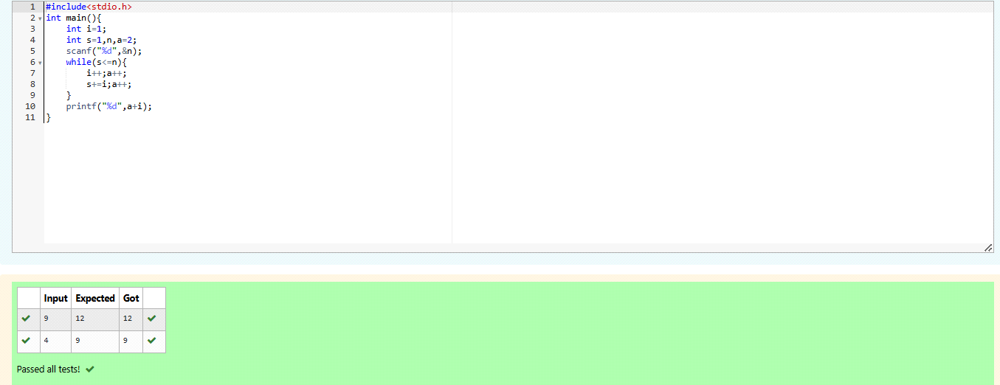 1 #include<stdio.h>
2 int main(){
3 int i=1;
4 int s=1,n,a=2;
5 scanf("%d",&n);
6 while(s<=n){
7 i++;a++;
8 s+=i;a++;
9 }
10 printf("%d",a+i);
11 }
Input Expected Got
9 12 12
4 9 9
Passed all tests!